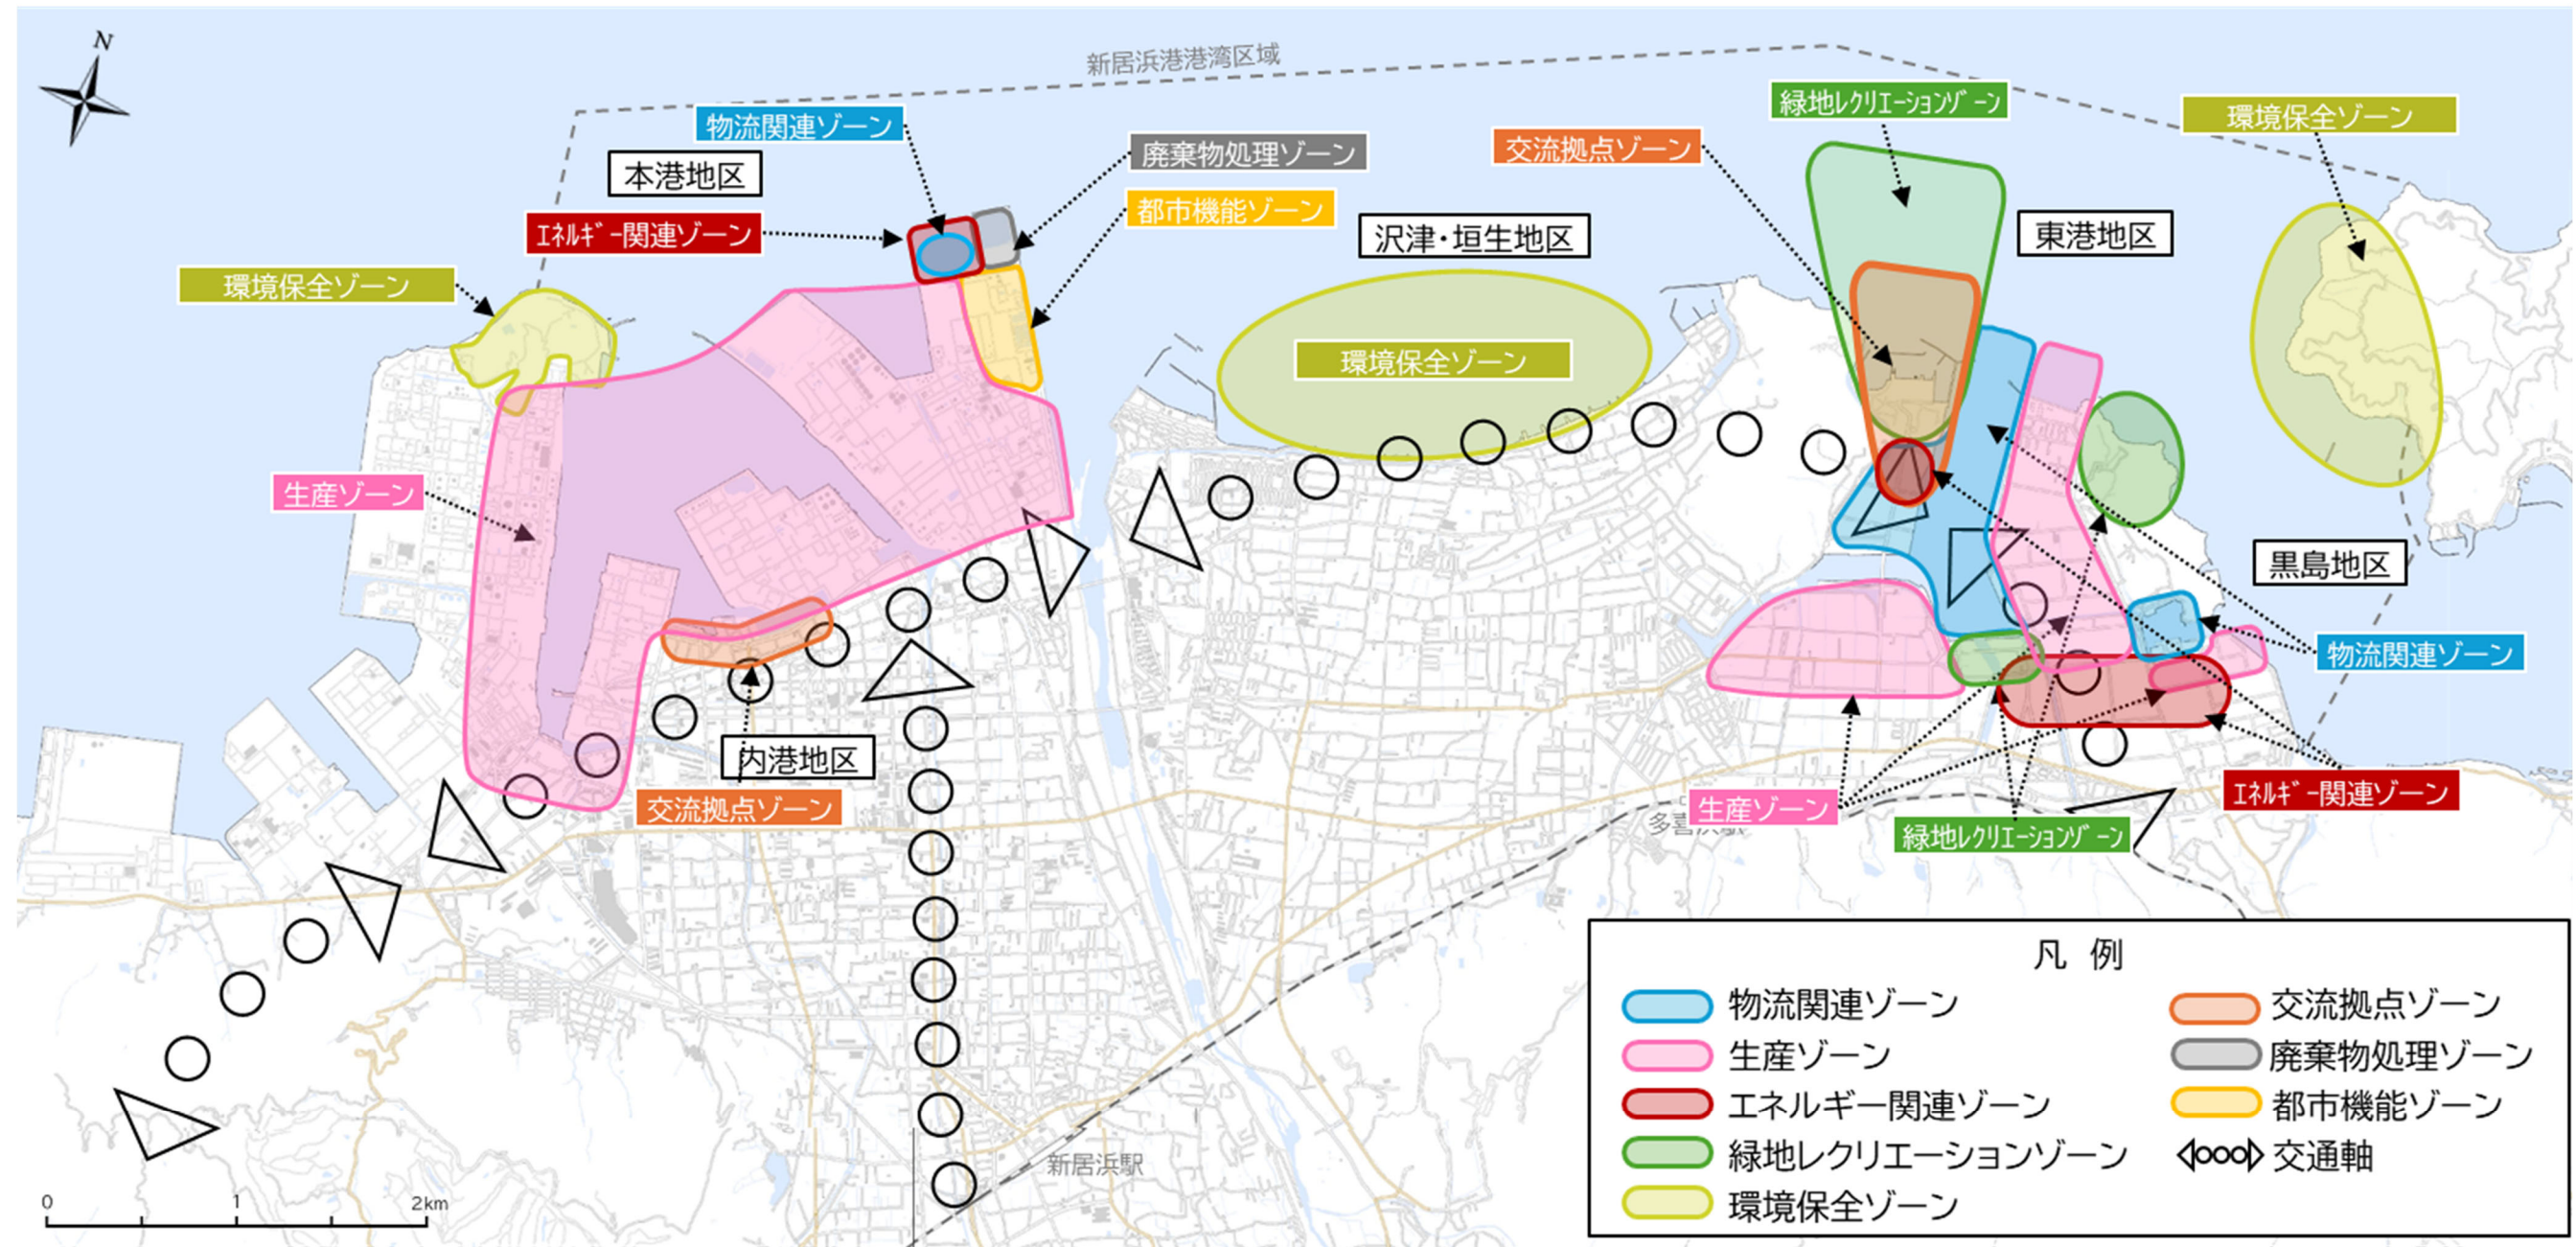 N
新居浜港港湾区域
緑地ﾚｸﾘｴｰｼｮﾝｿﾞｰﾝ
環境保全ゾーン
物流関連ゾーン
廃棄物処理ゾーン
交流拠点ゾーン
本港地区
都市機能ゾーン
沢津・垣生地区
東港地区
ｴﾈﾙｷﾞｰ関連ゾーン
環境保全ゾーン
環境保全ゾーン
生産ゾーン
黒島地区
物流関連ゾーン
内港地区
交流拠点ゾーン
生産ゾーン
ｴﾈﾙｷﾞｰ関連ゾーン
多喜浜駅
緑地ﾚｸﾘｴｰｼｮﾝｿﾞｰﾝ
新居浜駅
0 1 2km
凡 例
物流関連ゾーン
生産ゾーン
エネルギー関連ゾーン
緑地レクリエーションゾーン
環境保全ゾーン
交流拠点ゾーン
廃棄物処理ゾーン
都市機能ゾーン
交通軸